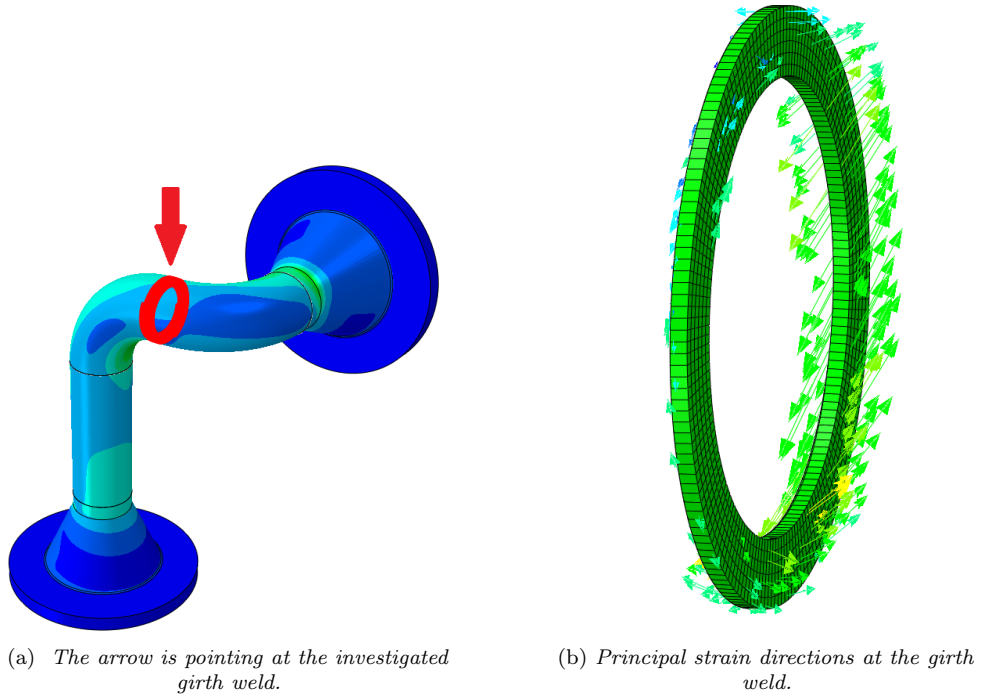 (a) The arrow is pointing at the investigated
girth weld.
(b) Principal strain directions at the girth
weld.